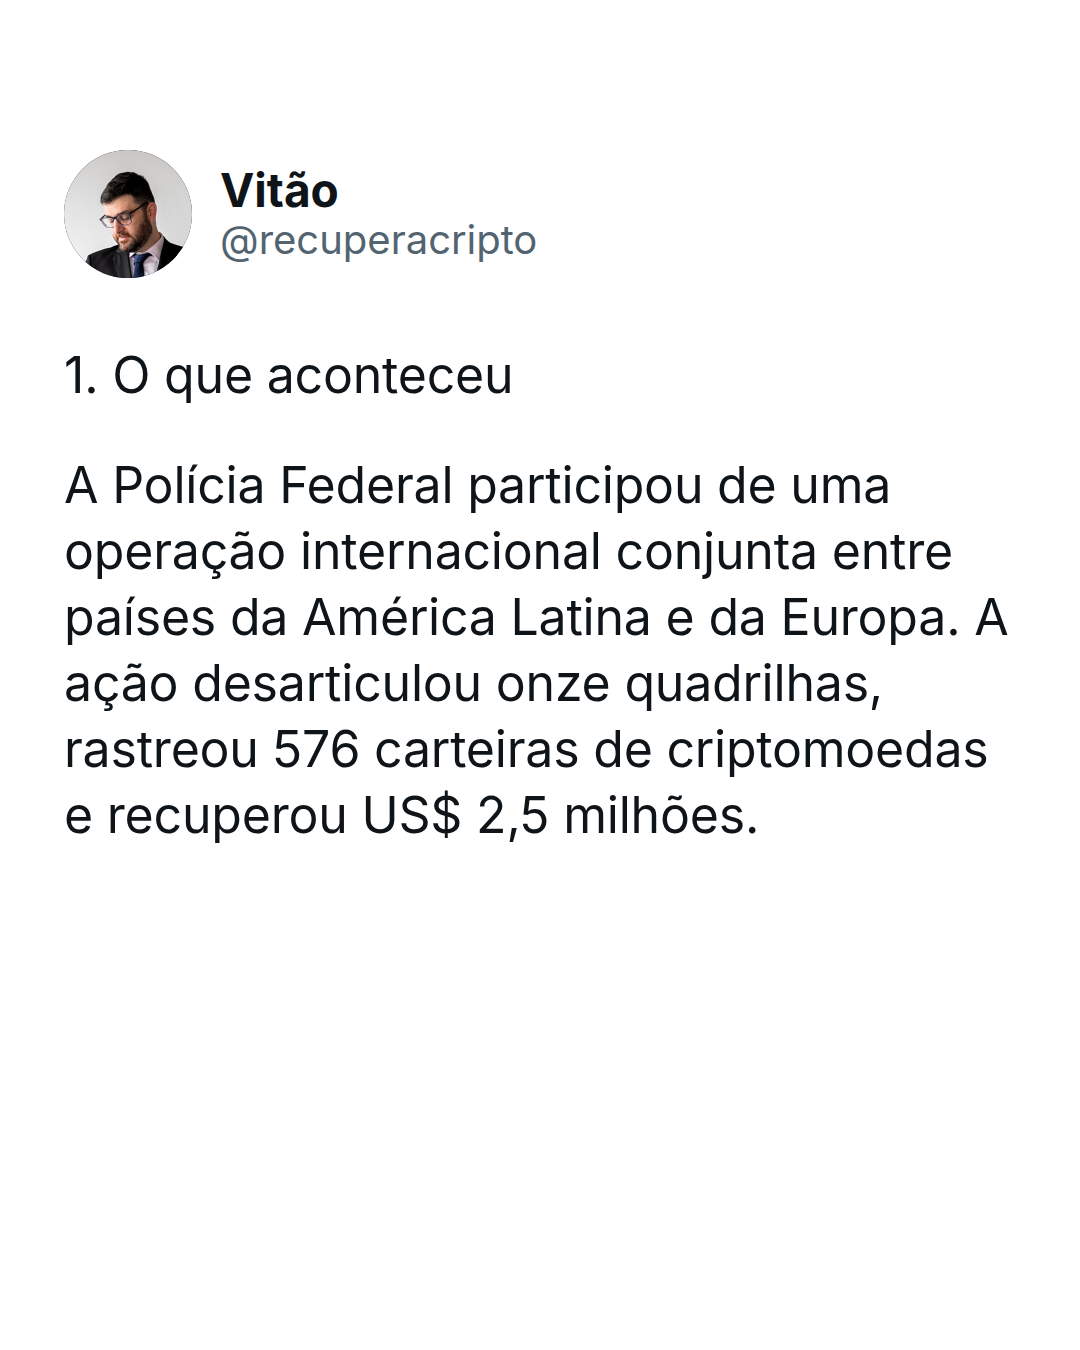 Vitão
@recuperacripto
1. O que aconteceu
A Polícia Federal participou de uma
operação internacional conjunta entre
países da América Latina e da Europa. A
ação desarticulou onze quadrilhas,
rastreou 576 carteiras de criptomoedas
e recuperou US$ 2,5 milhões.